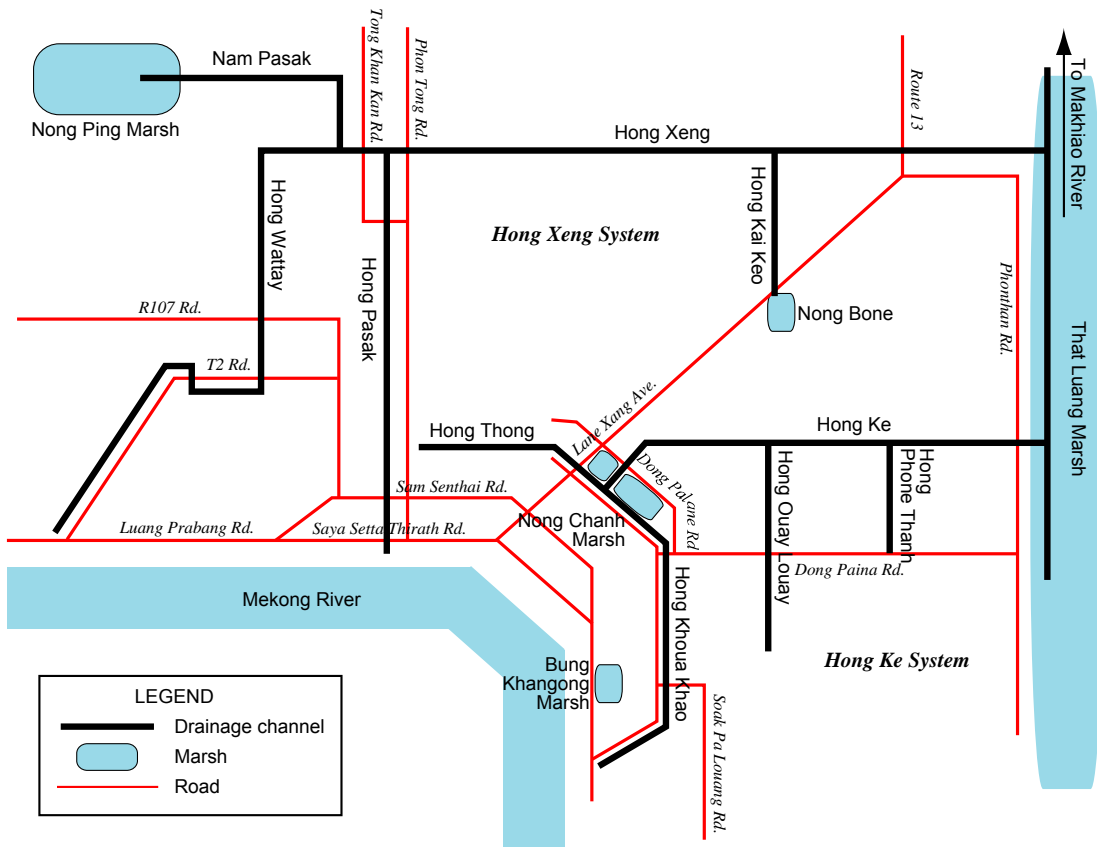 Nam Pasak
Nong Ping Marsh
Tong Khan Kan Rd.
Phon Tong Rd.
Hong Xeng
Route 13
To Makhiao River
Hong Wattay
Hong Xeng System
Hong Kai Keo
Hong Pasak
Phonthan Rd.
R107 Rd.
Nong Bone
That Luang Marsh
T2 Rd.
Lane Xang Ave.
Hong Thong
Hong Ke
Dong Palane Rd
Hong Ouay Louay
Hong
Phone Thanh
Sam Senthai Rd.
Luang Prabang Rd.
Saya Setta Thirath Rd.
Nong Chanh
Marsh
Dong Paina Rd.
Hong Khoua Khao
Mekong River
Hong Ke System
Bung
Khangong
Marsh
Soak Pa Louang Rd.
LEGEND
Drainage channel
Marsh
Road